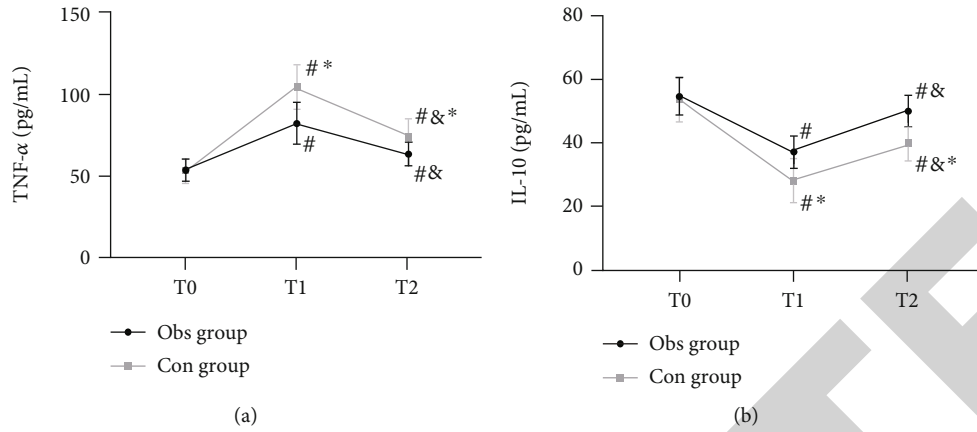 150
100
50
0
TNF-α (pg/mL)
# *
#
#&*
#&
T0 T1 T2
Obs group
Con group
(a)
80
60
40
20
0
IL-10 (pg/mL)
#
# *
#&
#&*
T0 T1 T2
Obs group
Con group
(b)